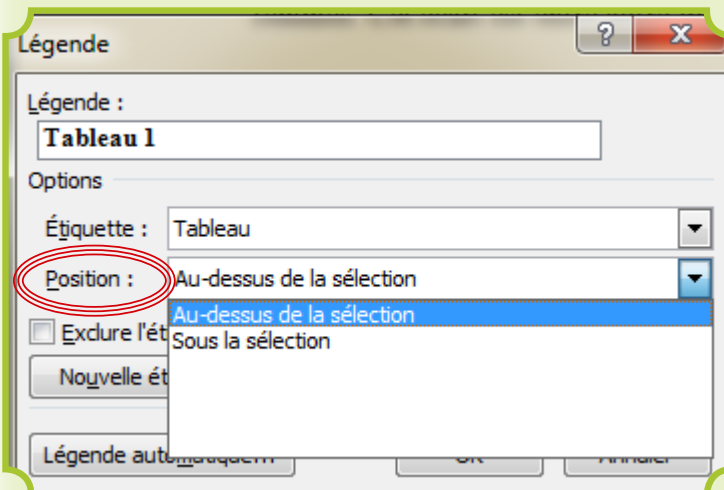 Légende
Légende :
Tableau 1
Options
Étiquette : Tableau
Position : Au-dessus de la sélection
Au-dessus de la sélection
Exclure l'ét
Sous la sélection
Nouvelle ét
Légende